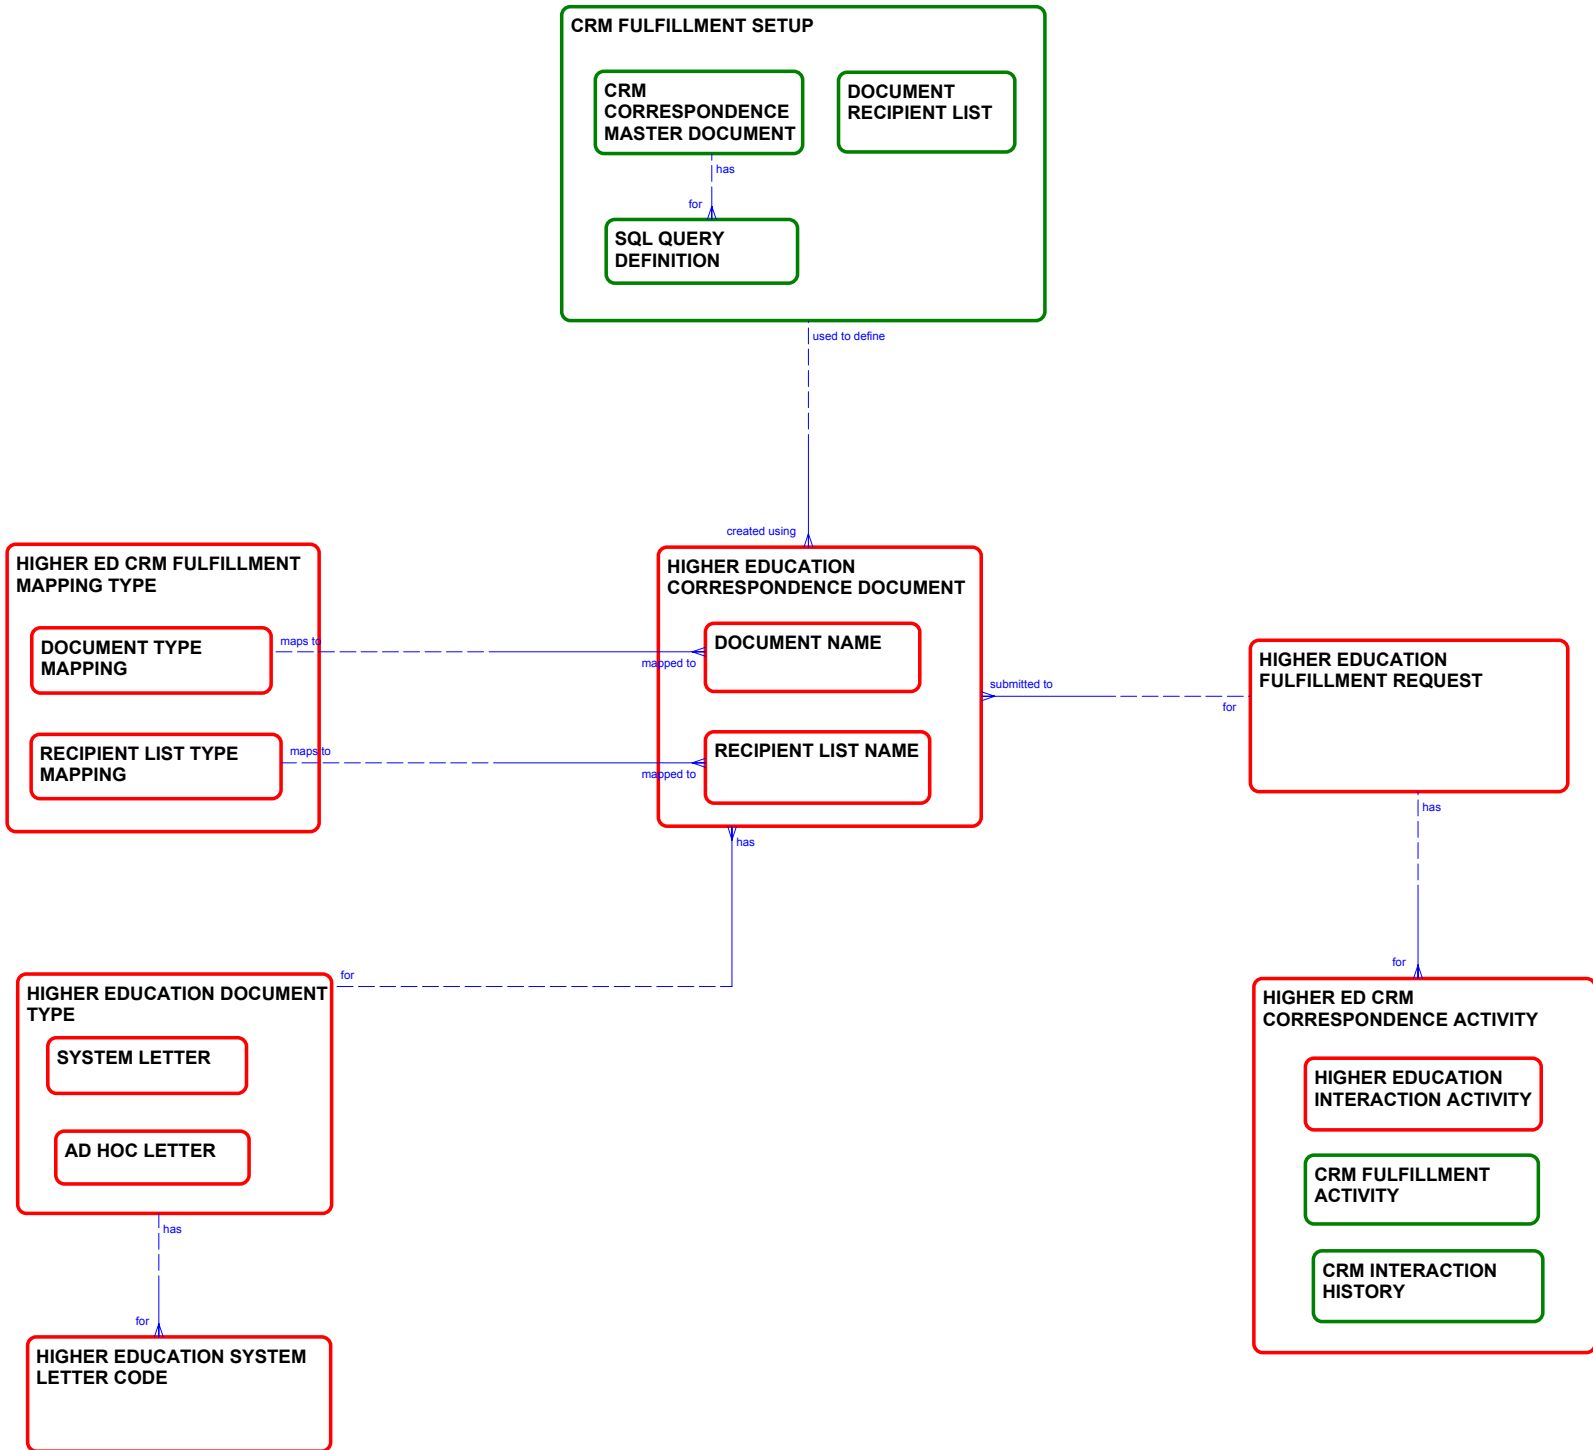 CRM FULFILLMENT SETUP
CRM
CORRESPONDENCE
MASTER DOCUMENT
DOCUMENT
RECIPIENT LIST
has
for
SQL QUERY
DEFINITION
used to define
created using
HIGHER ED CRM FULFILLMENT
MAPPING TYPE
DOCUMENT TYPE
MAPPING
maps to
RECIPIENT LIST TYPE
MAPPING
maps to
HIGHER EDUCATION
CORRESPONDENCE DOCUMENT
DOCUMENT NAME
mapped to
RECIPIENT LIST NAME
mapped to
submitted to
for
HIGHER EDUCATION
FULFILLMENT REQUEST
has
has
for
for
HIGHER EDUCATION DOCUMENT
TYPE
SYSTEM LETTER
AD HOC LETTER
has
for
HIGHER EDUCATION SYSTEM
LETTER CODE
HIGHER ED CRM
CORRESPONDENCE ACTIVITY
HIGHER EDUCATION
INTERACTION ACTIVITY
CRM FULFILLMENT
ACTIVITY
CRM INTERACTION
HISTORY